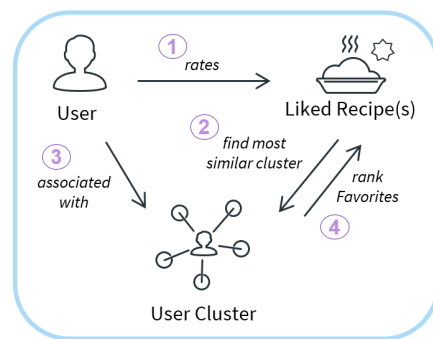 1
rates
User
Liked Recipe(s)
2
find most
similar cluster
3
associated
with
rank
Favorites
4
User Cluster